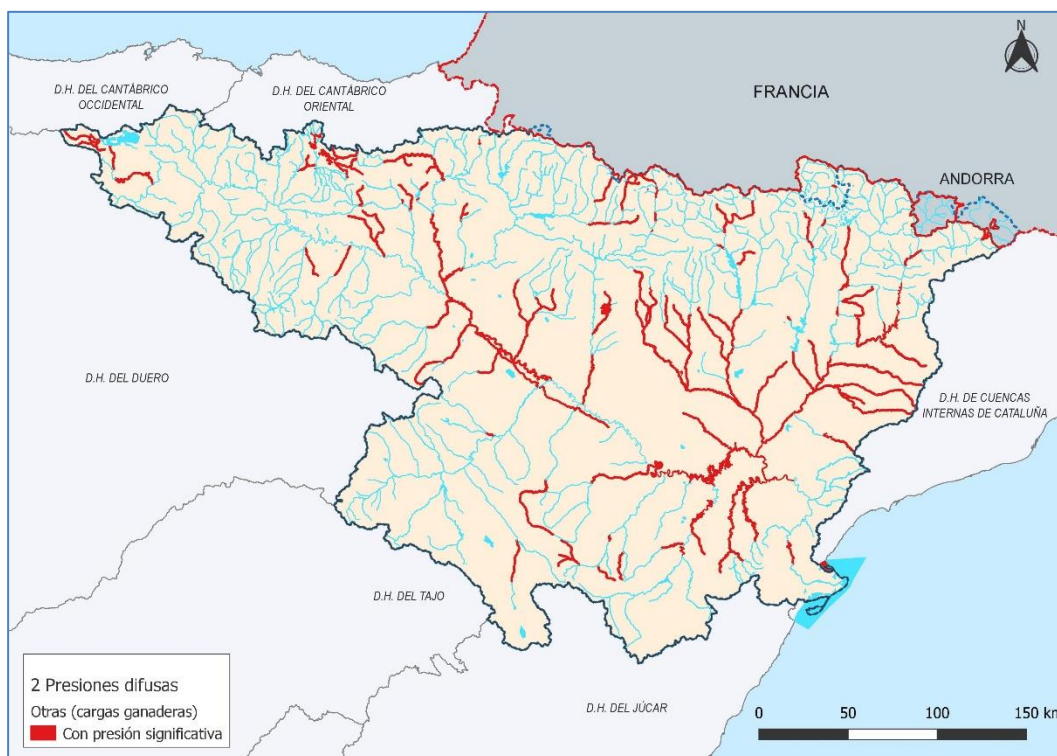 N
D.H. DEL CANTÁBRICO
OCCIDENTAL
D.H. DEL CANTÁBRICO
ORIENTAL
FRANCIA
ANDORRA
D.H. DEL DUERO
D.H. DE CUENCAS
INTERNAS DE CATALUÑA
D.H. DEL TAJO
D.H. DEL JÚCAR
2 Presiones difusas
Otras (cargas ganaderas)
Con presión significativa
0 50 100 150 km